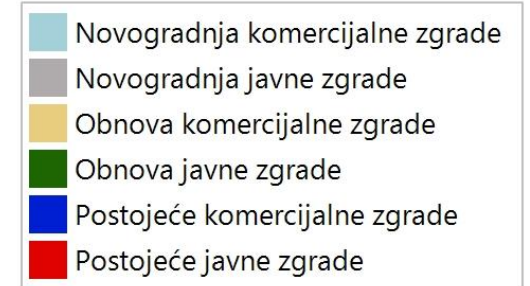 Novogradnja komercijalne zgrade
Novogradnja javne zgrade
Obnova komercijalne zgrade
Obnova javne zgrade
Postojeće komercijalne zgrade
Postojeće javne zgrade